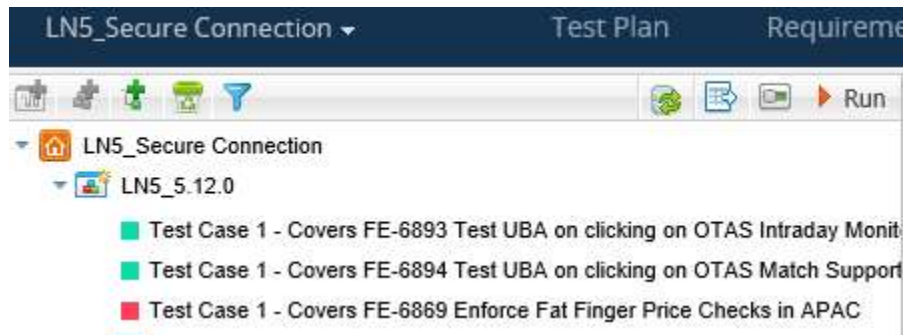 LN5_Secure Connection Test Plan
Run
LN5_Secure Connection
LN5_5.12.0
Test Case 1 - Covers FE-6893 Test UBA on clicking on OTAS Intraday
Test Case 1 - Covers FE-6894 Test UBA on clicking on OTAS Match Support
Test Case 1 - Covers FE-6869 Enforce Fat Finger Price Checks in APAC